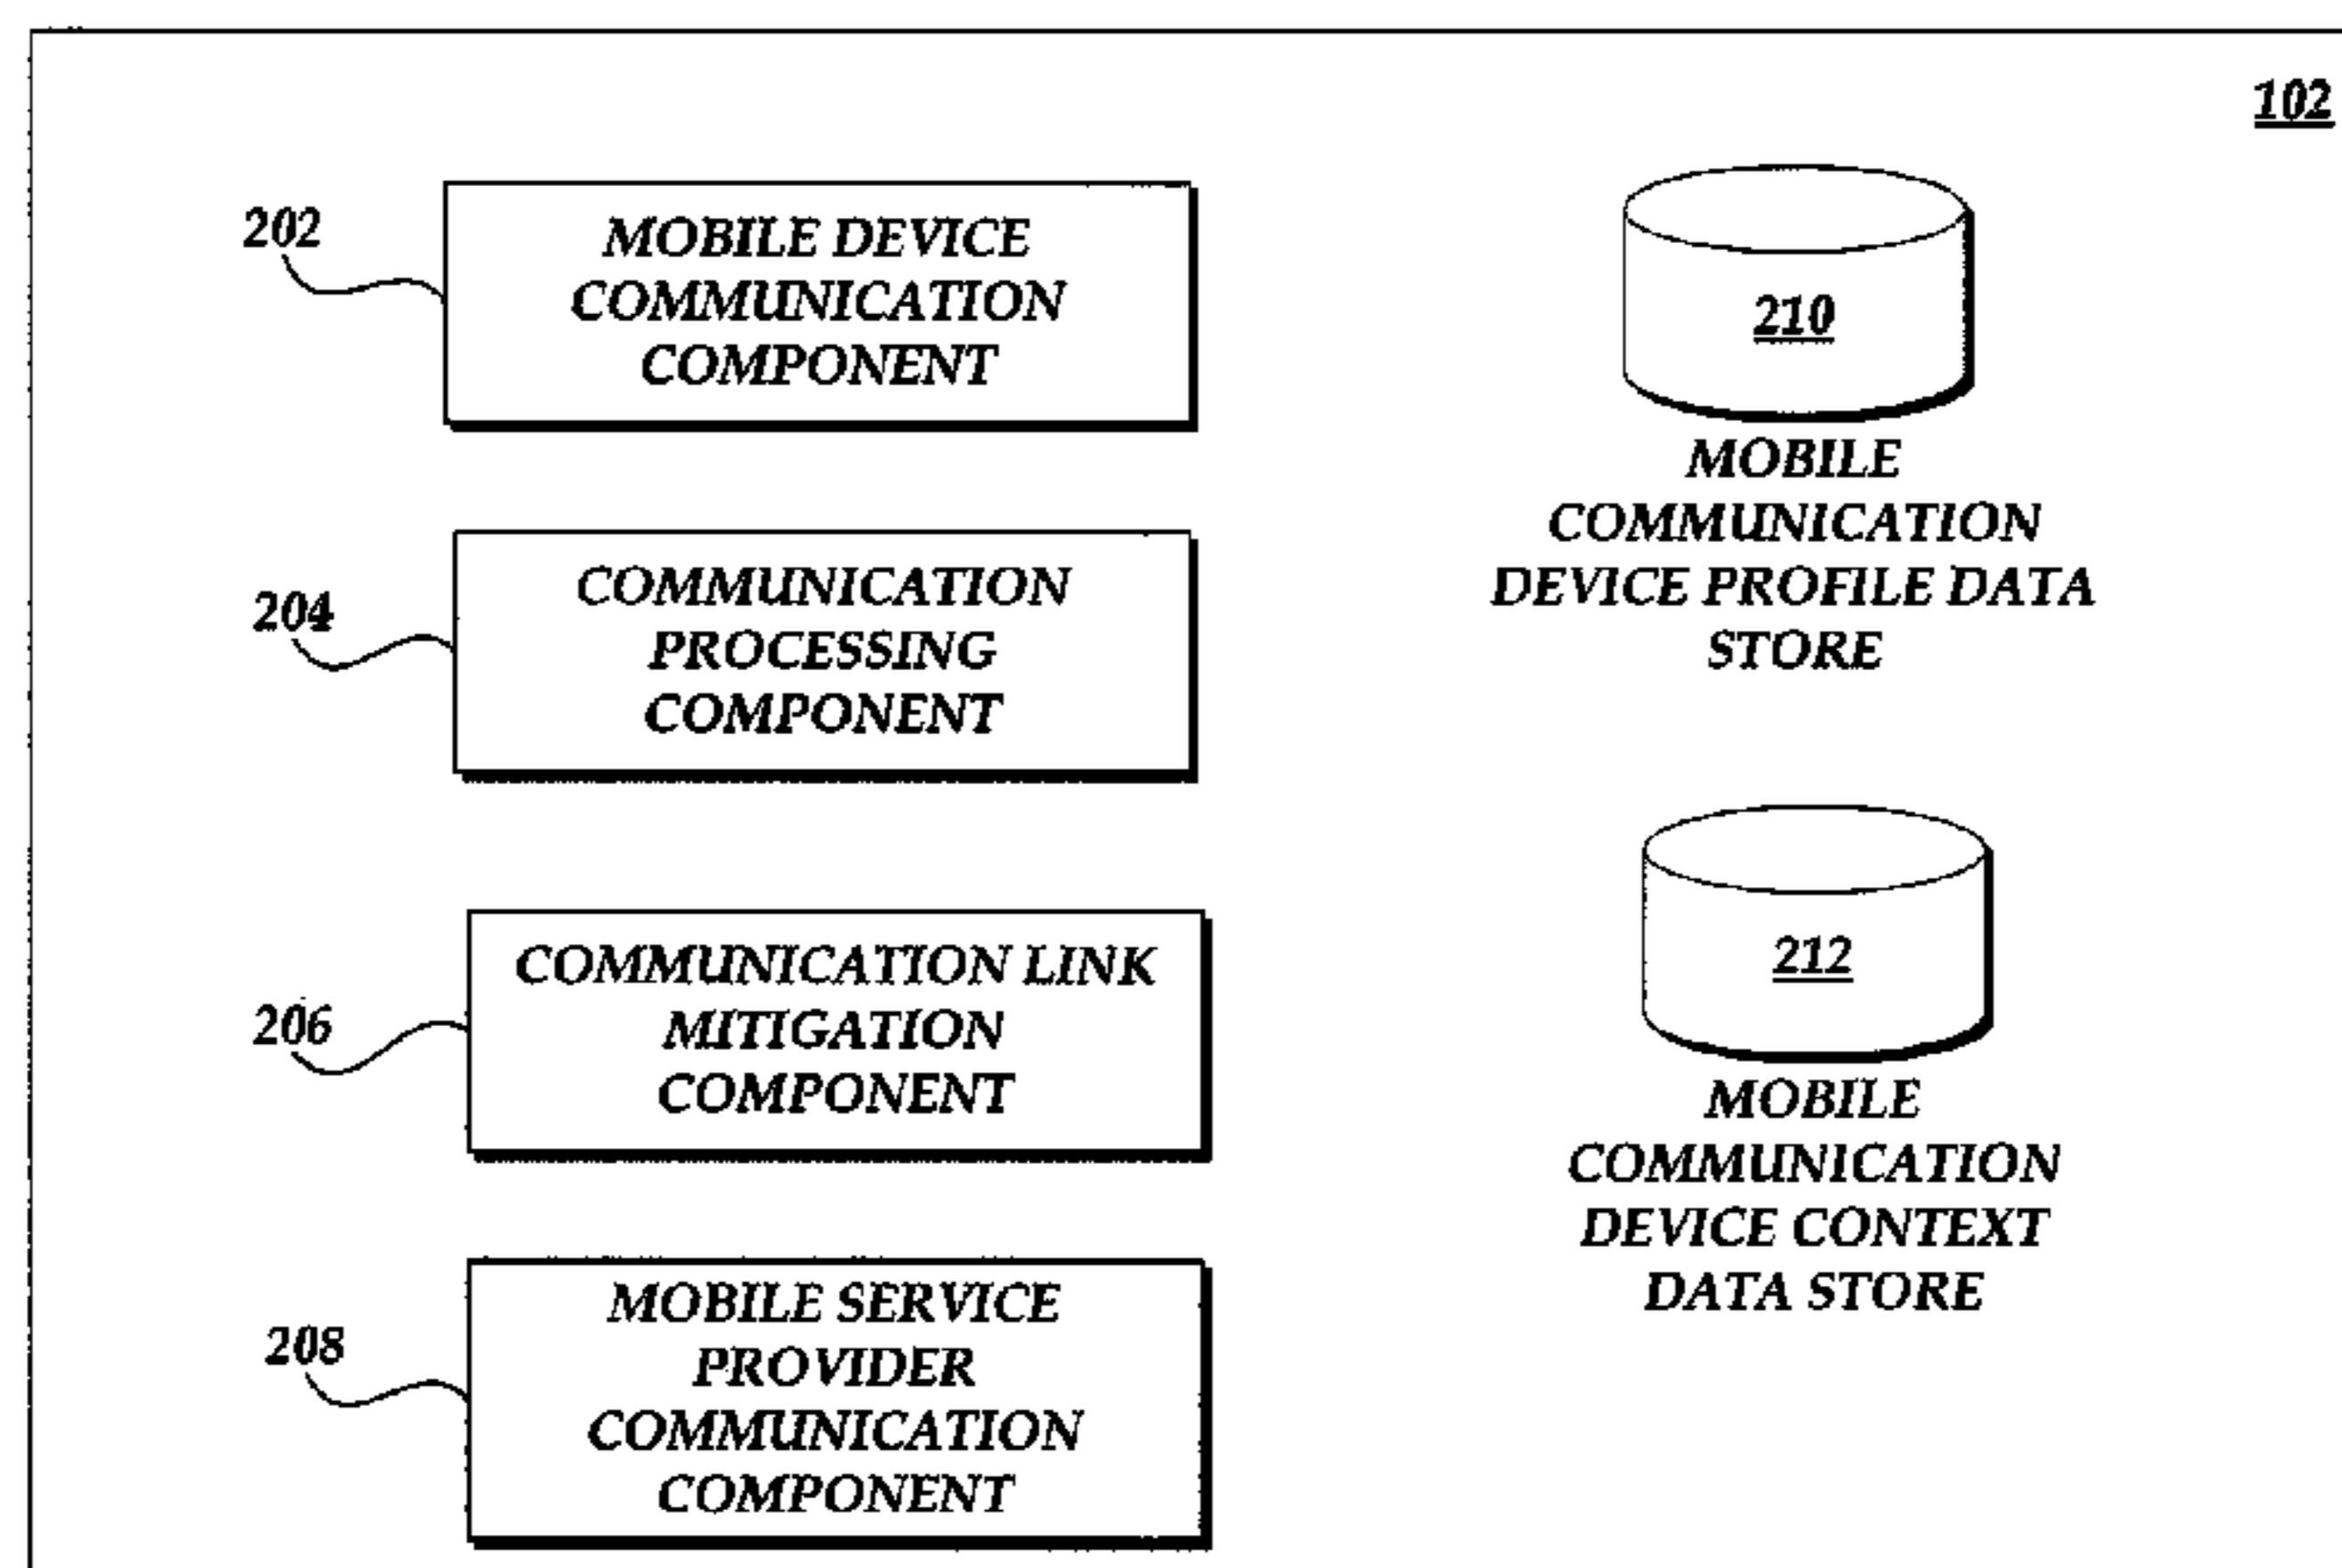 102
202
MOBILE DEVICE
COMMUNICATION
COMPONENT
204
COMMUNICATION
PROCESSING
COMPONENT
206
COMMUNICATION LINK
MITIGATION
COMPONENT
208
MOBILE SERVICE
PROVIDER
COMMUNICATION
COMPONENT
210
MOBILE
COMMUNICATION
DEVICE PROFILE DATA
STORE
212
MOBILE
COMMUNICATION
DEVICE CONTEXT
DATA STORE